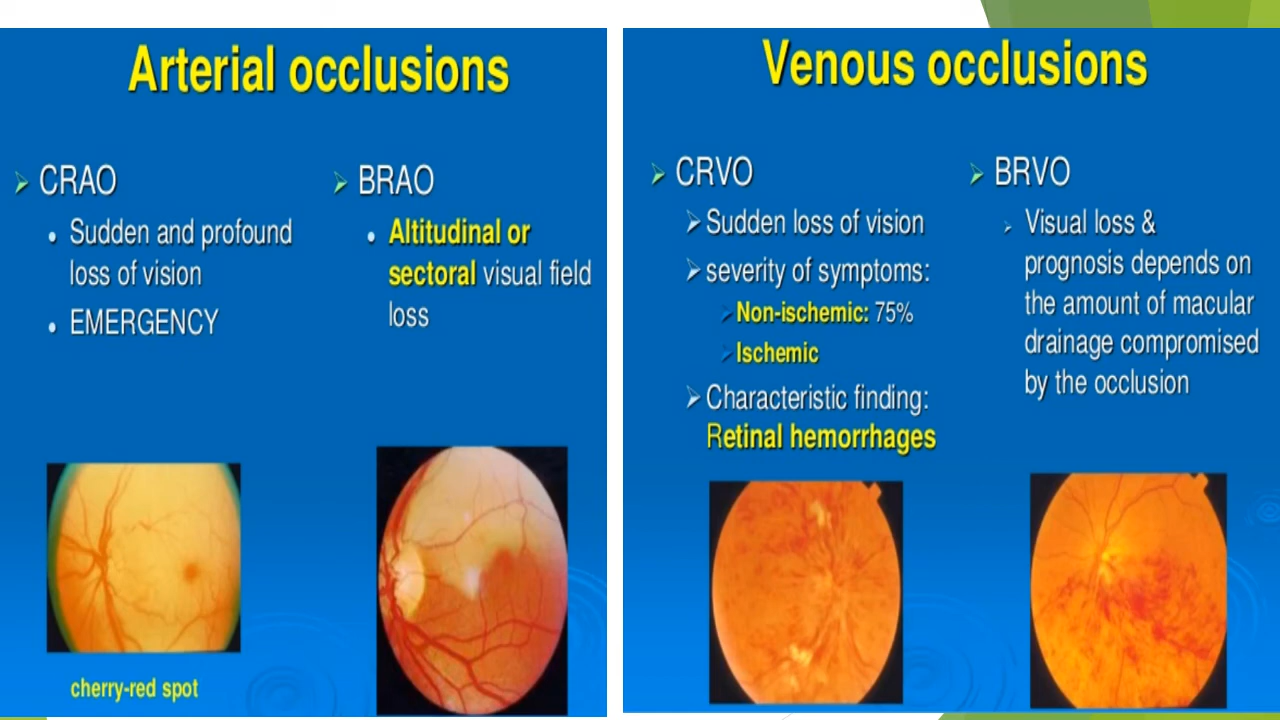 Arterial occlusions
CRAO
Sudden and profound
loss of vision
EMERGENCY
cherry-red spot
BRAO
Altitudinal or
sectoral visual field
loss
Venous occlusions
CRVO
Sudden loss of vision
severity of symptoms:
Non-ischemic: 75%
Ischemic
Characteristic finding:
Retinal hemorrhages
BRVO
Visual loss &
prognosis depends on
the amount of macular
drainage compromised
by the occlusion